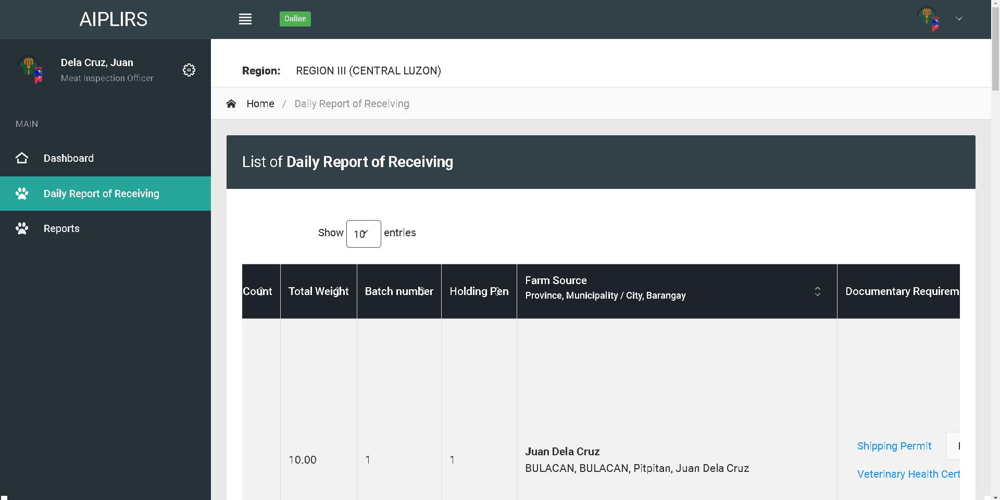 AIPLIRS
Online
Dela Cruz, Juan
Meat Inspection Officer
MAIN
Dashboard
Daily Report of Receiving
Reports
Region: REGION III (CENTRAL LUZON)
Home / Daily Report of Receiving
List of Daily Report of Receiving
Show 10 entries
Count
Total Weight
Batch number
Holding Pen
Farm Source
Province, Municipality / City, Barangay
Documentary Requirem
10.00
1
1
Juan Dela Cruz
BULACAN, BULACAN, Pitpitan, Juan Dela Cruz
Shipping Permit
Veterinary Health Cert